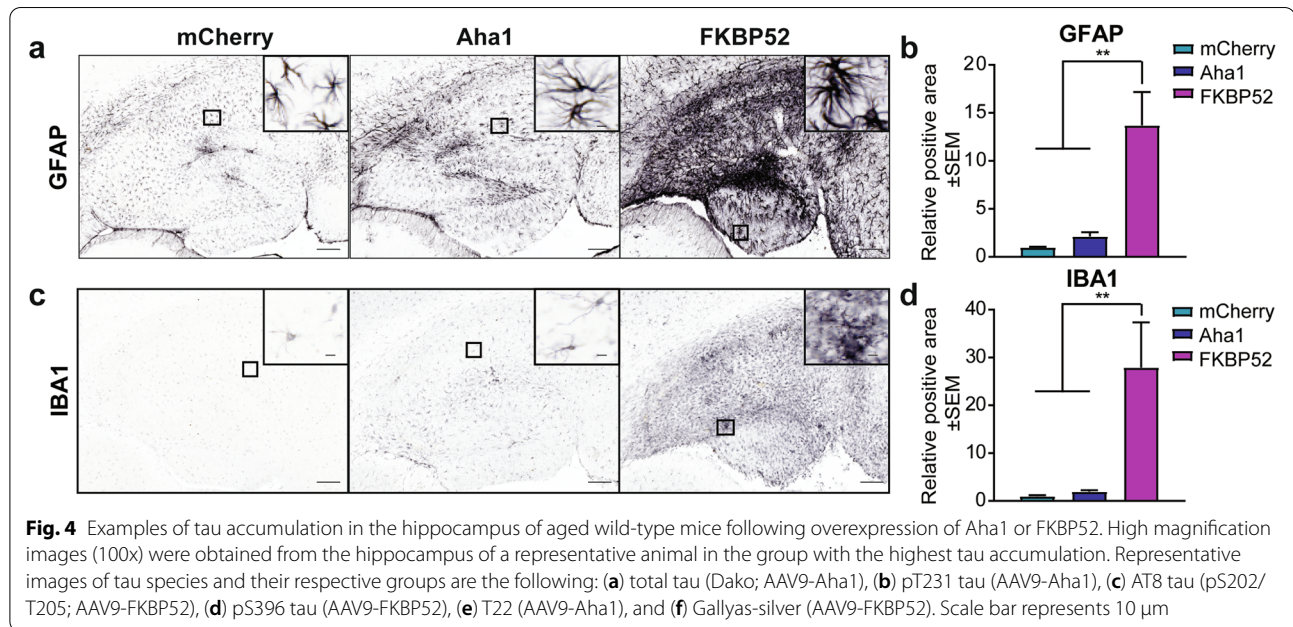 mCherry
Aha1
FKBP52
a
GFAP
b
GFAP
mCherry
Aha1
FKBP52
**
20
15
10
5
0
Relative positive area
±SEM
c
IBA1
d
IBA1
mCherry
Aha1
FKBP52
**
40
30
20
10
0
Relative positive area
±SEM
Fig. 4 Examples of tau accumulation in the hippocampus of aged wild-type mice following overexpression of Aha1 or FKBP52. High magnification
images (100x) were obtained from the hippocampus of a representative animal in the group with the highest tau accumulation. Representative
images of tau species and their respective groups are the following: (a) total tau (Dako; AAV9-Aha1), (b) pT231 tau (AAV9-Aha1), (c) AT8 tau (pS202/
T205; AAV9-FKBP52), (d) pS396 tau (AAV9-FKBP52), (e) T22 (AAV9-Aha1), and (f) Gallyas-silver (AAV9-FKBP52). Scale bar represents 10 μm